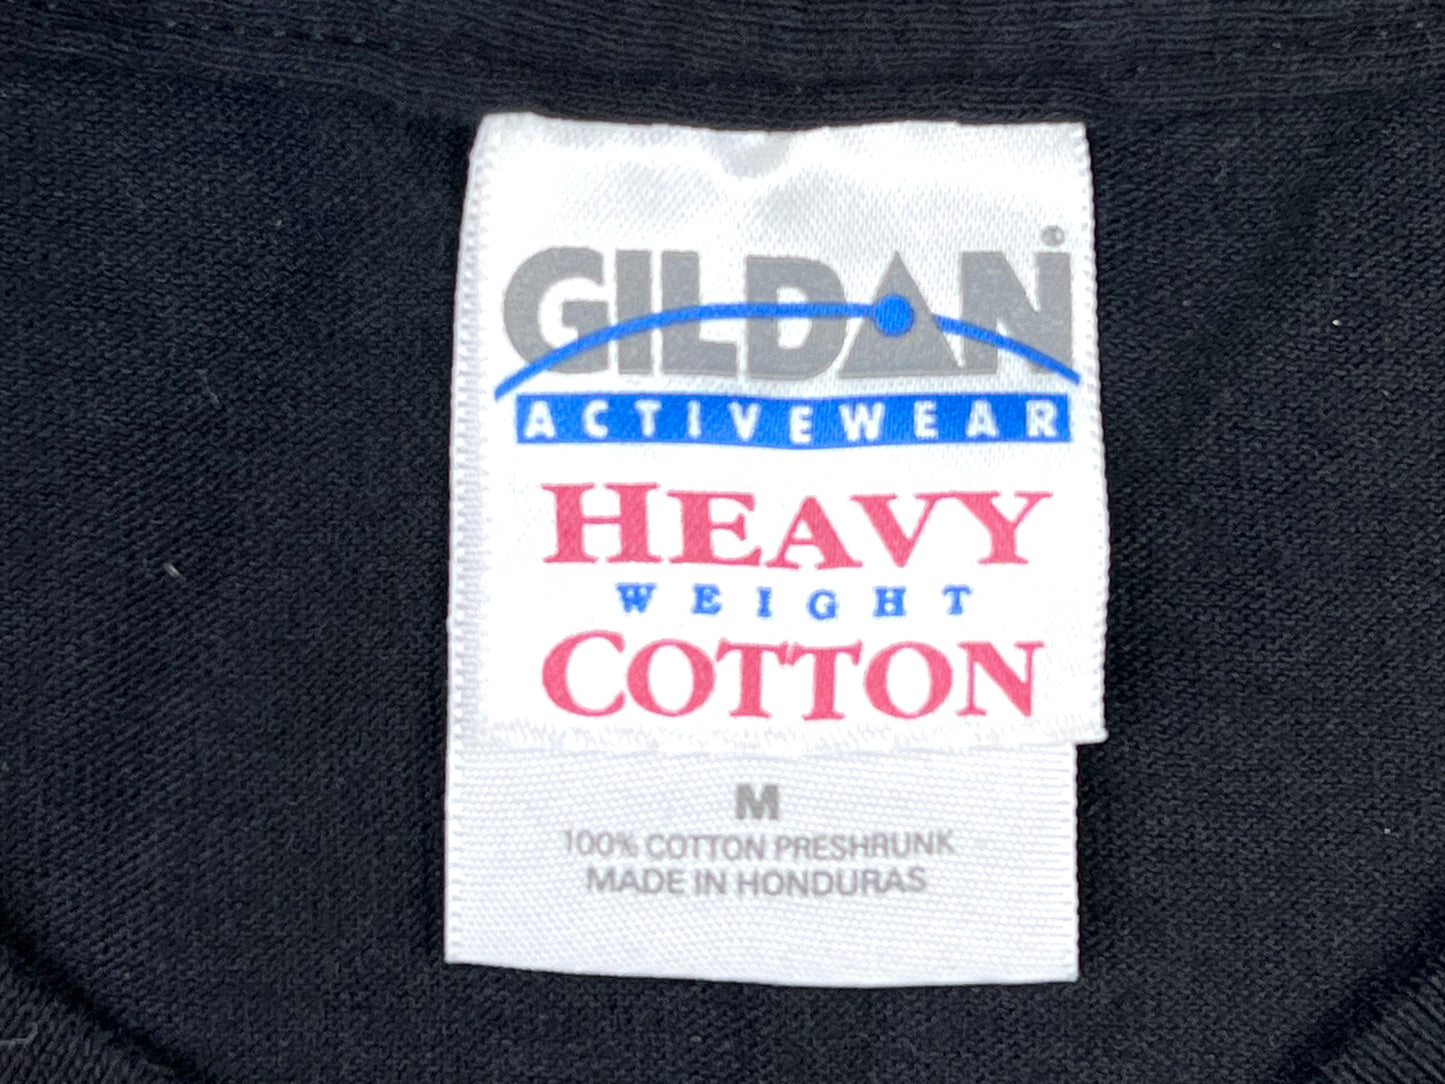 GILDAN®
ACTIVEWEAR
HEAVY
WEIGHT
COTTON
M
100% COTTON PRESHRUNK
MADE IN HONDURAS